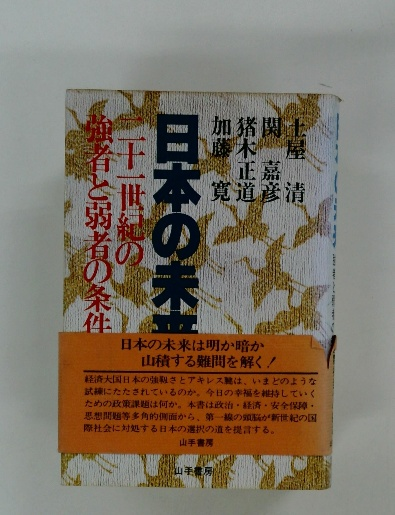 土屋 清
関 嘉彦
猪木正道
加藤 寛
日本の未来
二十一世紀の
強者と弱者の条件
日本の未来は明か暗か
山積する難問を解く!
経済大国日本の強靱さとアキレス腱は、いまどのような
試練にたたされているのか。今日の幸福を維持していく
ための政策課題は何か。本書は政治・経済・安全保障・
思想問題等多角的側面から、第一線の頭脳が新世紀の国
際社会に対処する日本の選択の道を提言する。
山手書房
山手書房